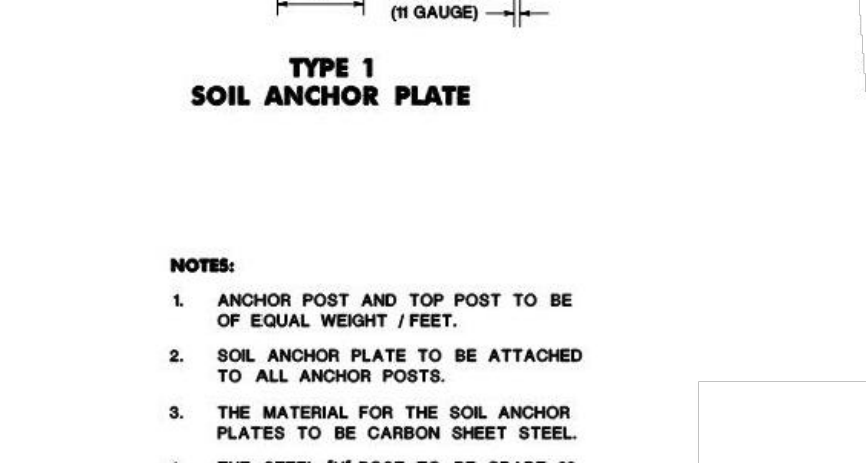 (11 GAUGE)
TYPE 1
SOIL ANCHOR PLATE
NOTES:
1. ANCHOR POST AND TOP POST TO BE
OF EQUAL WEIGHT / FEET.
2. SOIL ANCHOR PLATE TO BE ATTACHED
TO ALL ANCHOR POSTS.
3. THE MATERIAL FOR THE SOIL ANCHOR
PLATES TO BE CARBON SHEET STEEL.